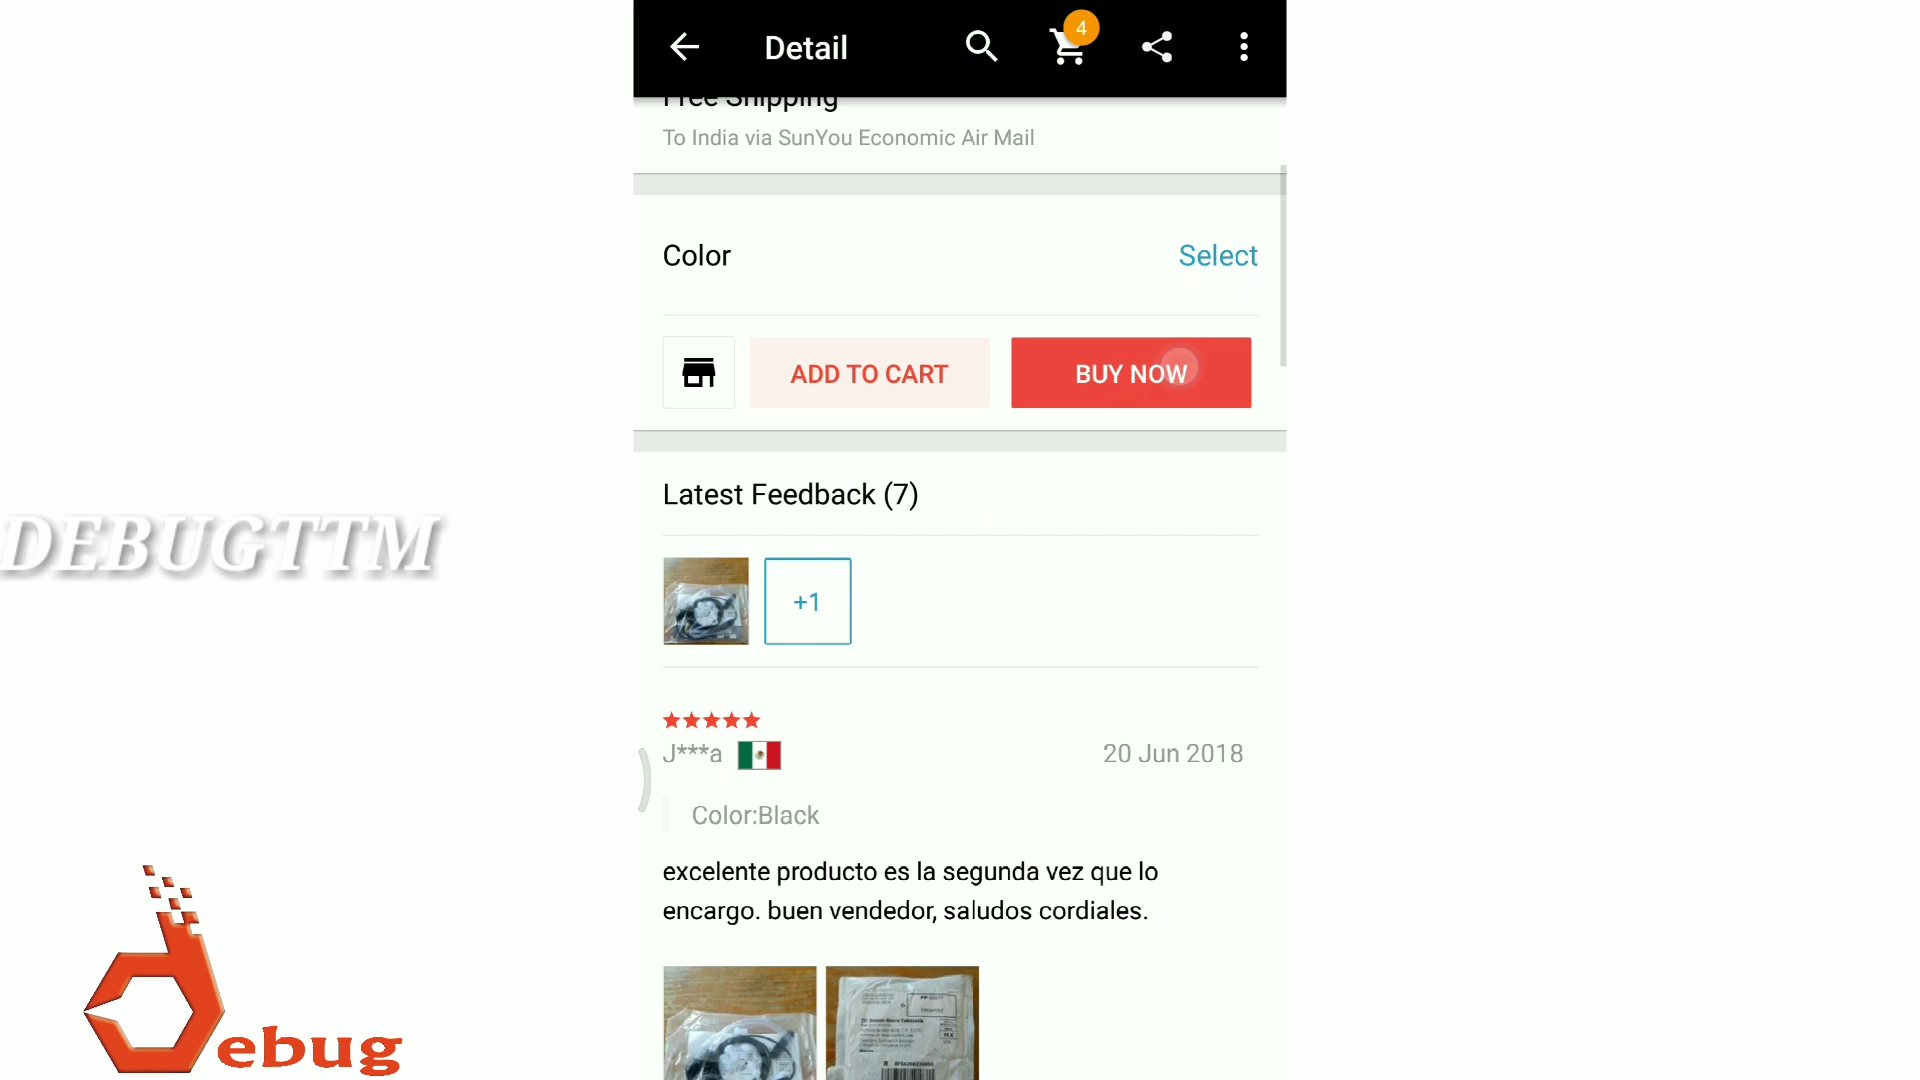 Detail
4
Free Shipping
To India via SunYou Economic Air Mail
Color
Select
ADD TO CART
BUY NOW
Latest Feedback (7)
+1
J***a
20 Jun 2018
Color:Black
excelente producto es la segunda vez que lo
encargo. buen vendedor, saludos cordiales.
DEBUGTTM
ebug